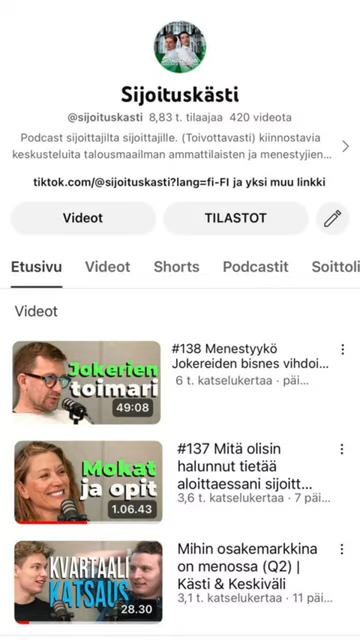 Sijoituskästi
@sijoituskasti 8,83 t. tilaajaa 420 videota
Podcast sijoittajilta sijoittajille. (Toivottavasti) kiinnostavia
keskusteluita talousmaailman ammattilaisten ja menestyjien...
tiktok.com/@sijoituskasti?lang=fi-FI ja yksi muu linkki
Videot TILASTOT
Etusivu Videot Shorts Podcastit Soittoli
Videot
Jokerien
toimari
49:08
#138 Menestyykö
Jokereiden bisnes vihdoi...
6 t. katselukertaa · päi...
Mokat
ja opit
1.06.43
#137 Mitä olisin
halunnut tietää
aloittaessani sijoitt...
3,6 t. katselukertaa · 7 päi...
KVARTAALI
KATSAUS
28.30
Mihin osakemarkkina
on menossa (Q2) |
Kästi & Keskiväli
3,1 t. katselukertaa · 11 päi...